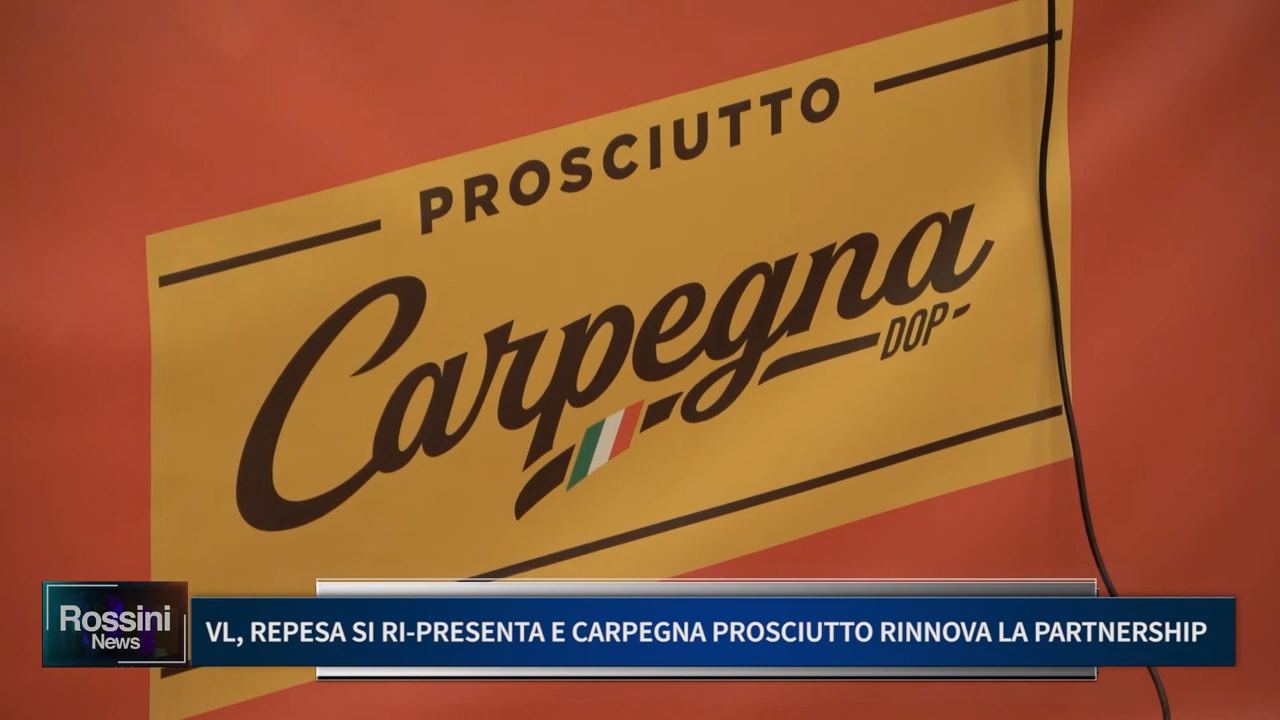 PROSCIUTTO
Carpegna
DOP
Rossini
News
VL, REPESA SI RI-PRESENTA E CARPEGNA PROSCIUTTO RINNOVA LA PARTNERSHIP